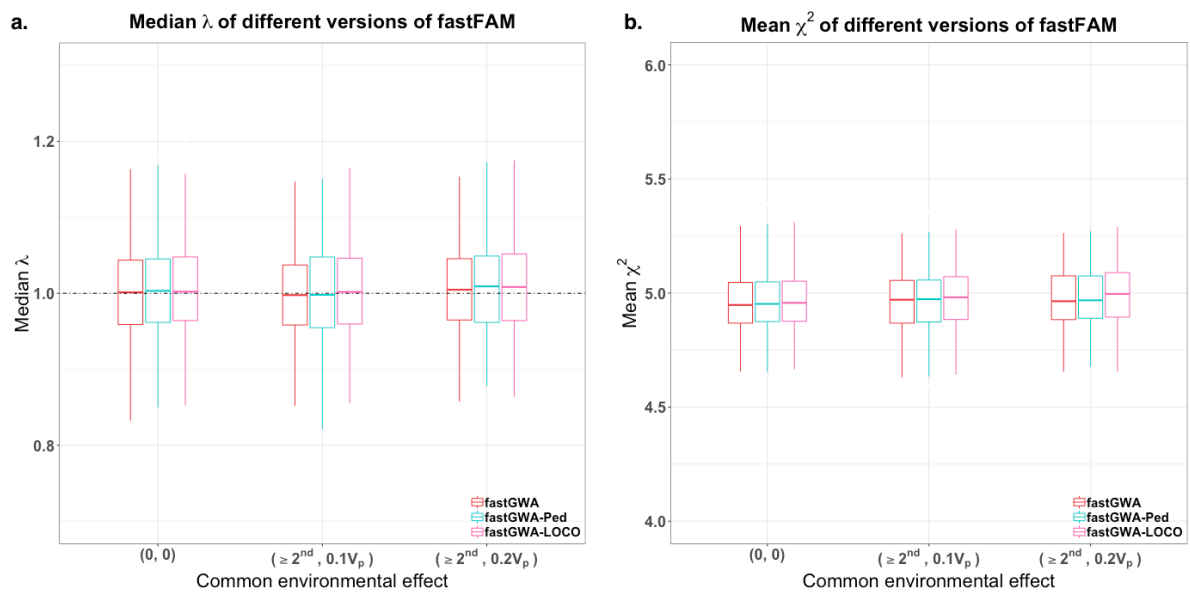 a.
Median λ of different versions of fastFAM
Median λ
1.2
1.0
0.8
fastGWA
fastGWA-Ped
fastGWA-LOCO
(0, 0)
( ≥ 2nd , 0.1Vp )
( ≥ 2nd , 0.2Vp )
Common environmental effect
b.
Mean χ2 of different versions of fastFAM
Mean χ2
6.0
5.5
5.0
4.5
4.0
fastGWA
fastGWA-Ped
fastGWA-LOCO
(0, 0)
( ≥ 2nd , 0.1Vp )
( ≥ 2nd , 0.2Vp )
Common environmental effect